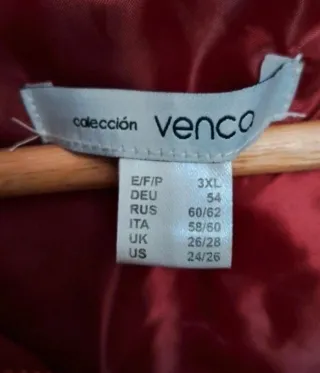 colección venca
E/F/P 3XL
DEU 54
RUS 60/62
ITA 58/60
UK 26/28
US 24/26